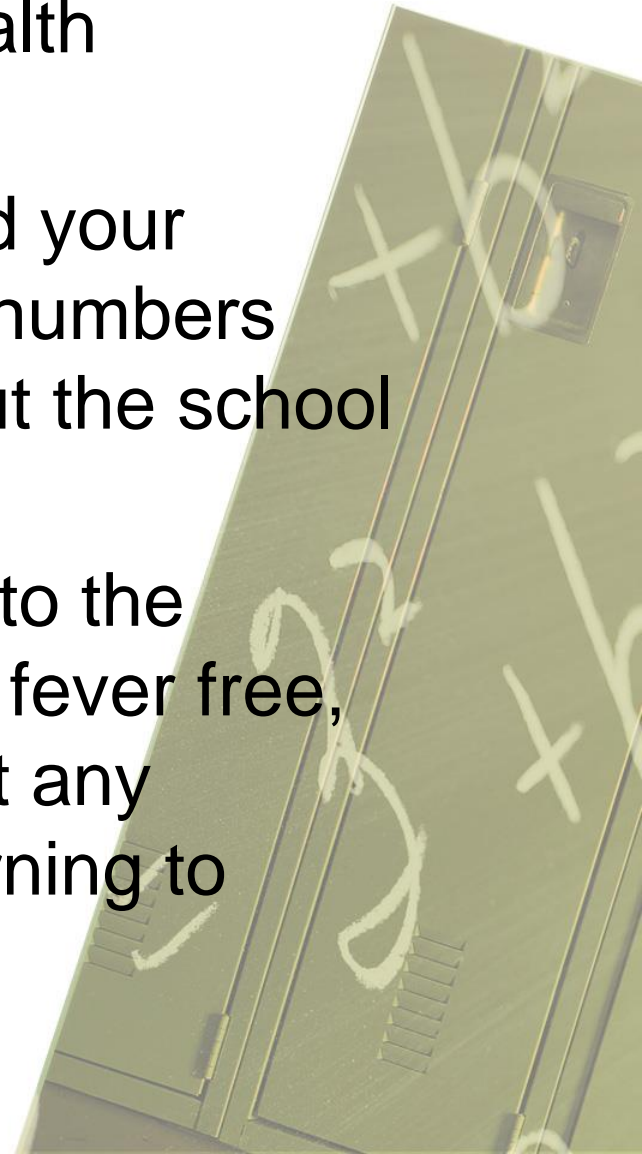 alth
d your
numbers
ut the school
to the
fever free,
t any
rning to